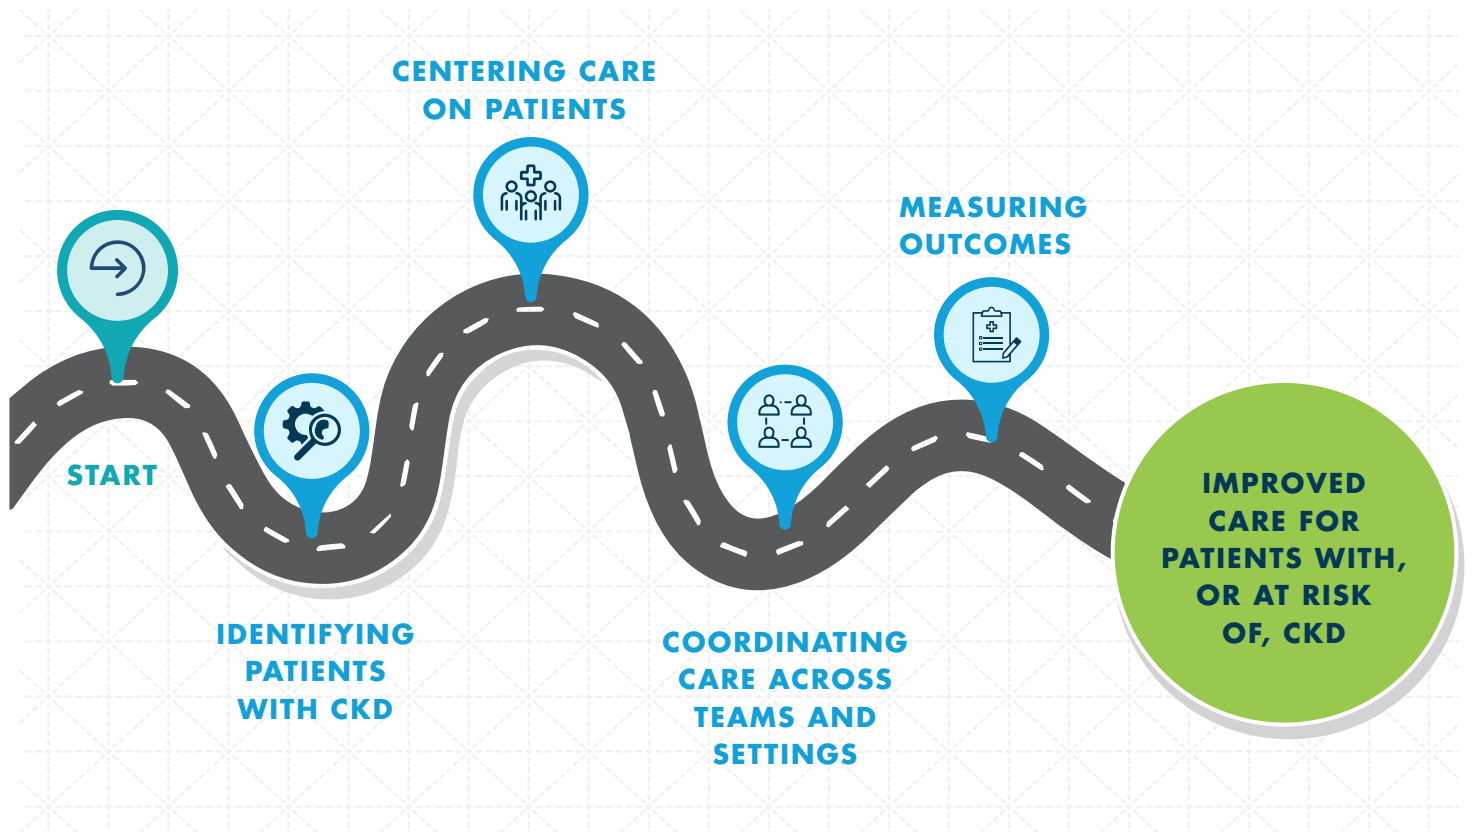 START
IDENTIFYING
PATIENTS
WITH CKD
CENTERING CARE
ON PATIENTS
COORDINATING
CARE ACROSS
TEAMS AND
SETTINGS
MEASURING
OUTCOMES
IMPROVED
CARE FOR
PATIENTS WITH,
OR AT RISK
OF, CKD